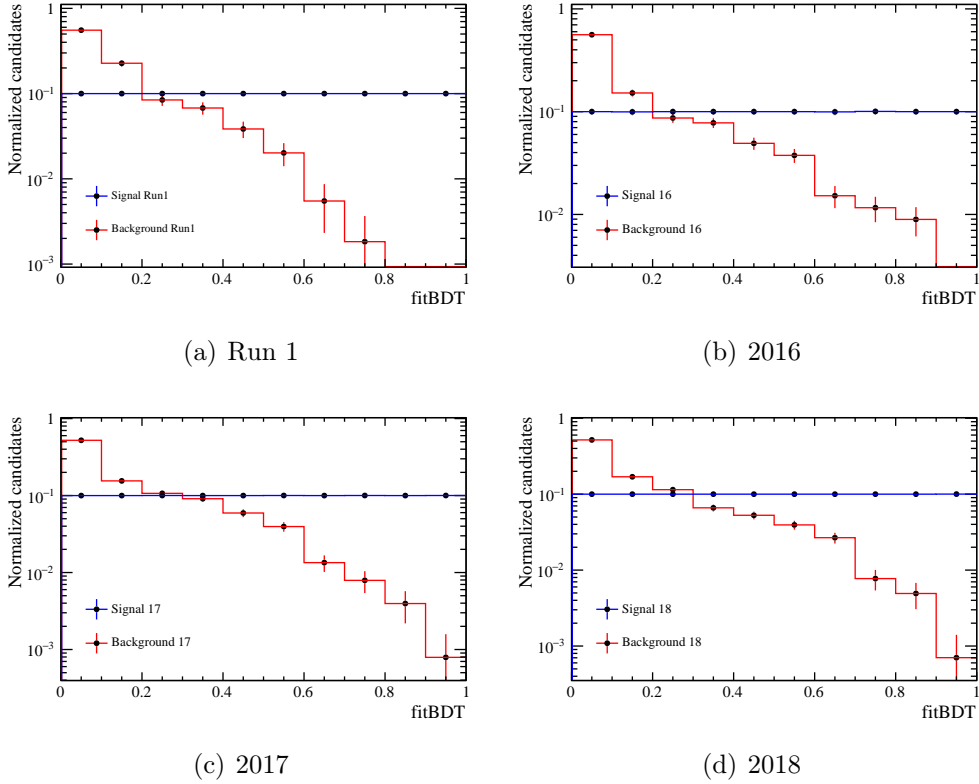 Normalized candidates
1
10⁻¹
10⁻²
10⁻³
Signal Run1
Background Run1
0 0.2 0.4 0.6 0.8 1
fitBDT
(a) Run 1
Normalized candidates
1
10⁻¹
10⁻²
Signal 16
Background 16
0 0.2 0.4 0.6 0.8 1
fitBDT
(b) 2016
Normalized candidates
1
10⁻¹
10⁻²
10⁻³
Signal 17
Background 17
0 0.2 0.4 0.6 0.8 1
fitBDT
(c) 2017
Normalized candidates
1
10⁻¹
10⁻²
10⁻³
Signal 18
Background 18
0 0.2 0.4 0.6 0.8 1
fitBDT
(d) 2018